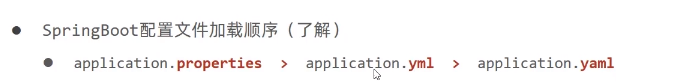 SpringBoot配置文件加载顺序（了解）
application.properties > application.yml > application.yaml